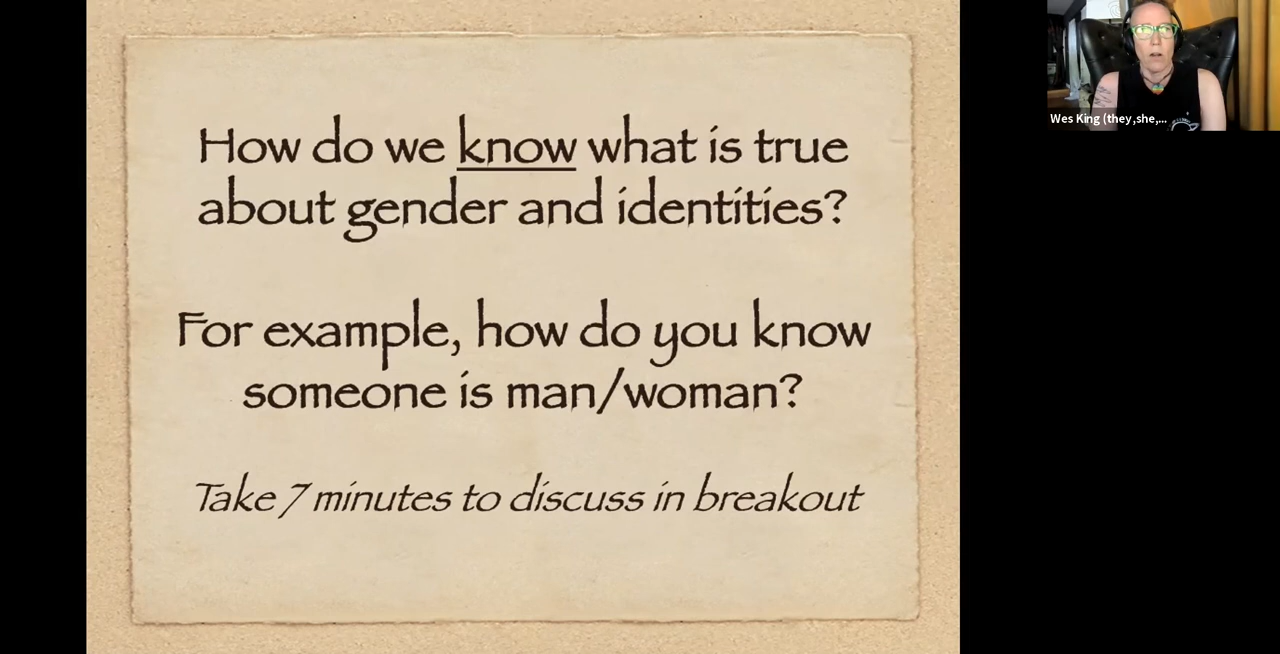 How do we know what is true
about gender and identities?
For example, how do you know
someone is man/woman?
Take 7 minutes to discuss in breakout
Wes King (they,she,...